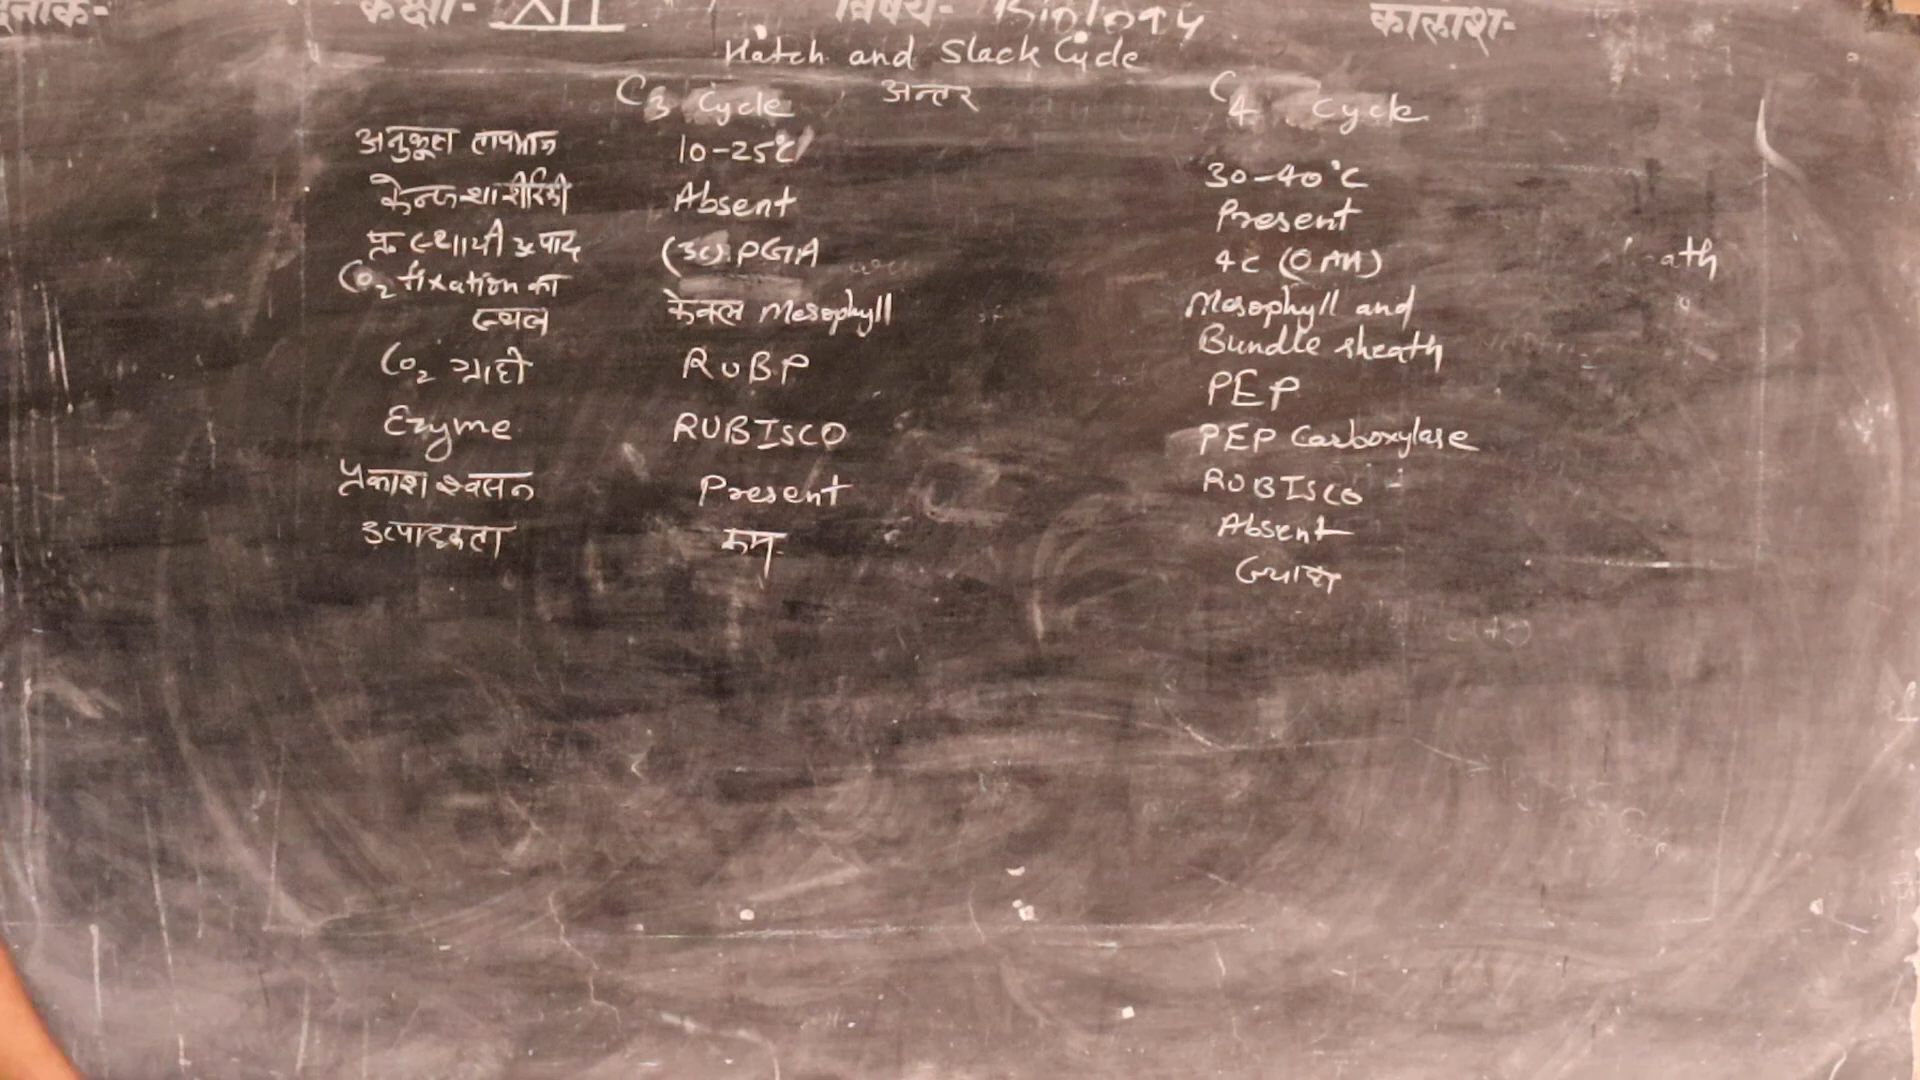 दिनांक- कक्षा- XII विषय- Biology कालांश-
Hatch and Slack Cycle
C3 Cycle अन्तर C4 Cycle
अनुकूल तापमान 10-25°C 30-40°C
क्रेन्ज शारीरिकी Absent Present
स्थायी उत्पाद (3C) PGA 4C (OAA)
CO2 fixation का
स्थल केवल Mesophyll Mesophyll and
Bundle sheath
CO2 ग्राही RUBP PEP
Enzyme RUBISCO PEP Carboxylase
RUBISCO
प्रकाश श्वसन Present Absent
उत्पादकता कम ज्यादा
ath